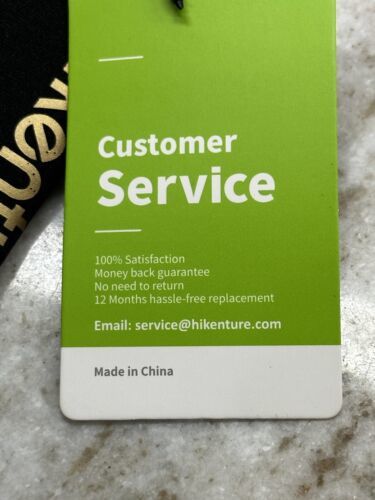 Customer
Service
100% Satisfaction
Money back guarantee
No need to return
12 Months hassle-free replacement
Email: service@hikenture.com
Made in China